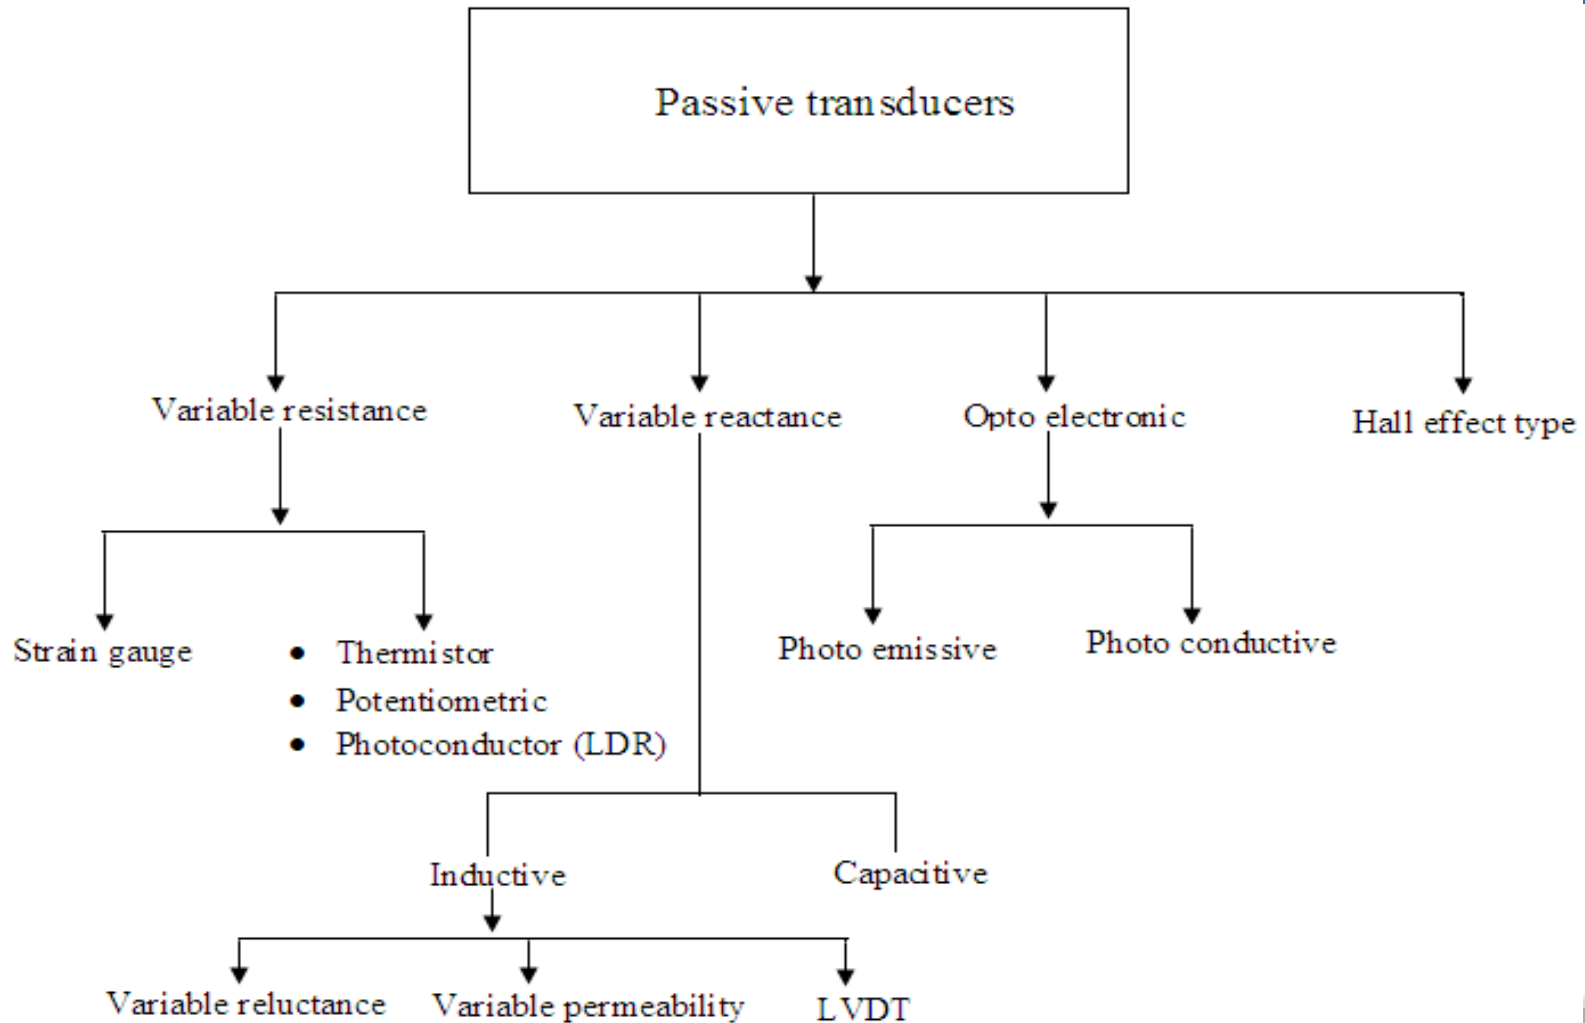 Passive transducers
Variable resistance
Variable reactance
Opto electronic
Hall effect type
Strain gauge
• Thermistor
• Potentiometric
• Photoconductor (LDR)
Photo emissive
Photo conductive
Inductive
Capacitive
Variable reluctance
Variable permeability
LVDT